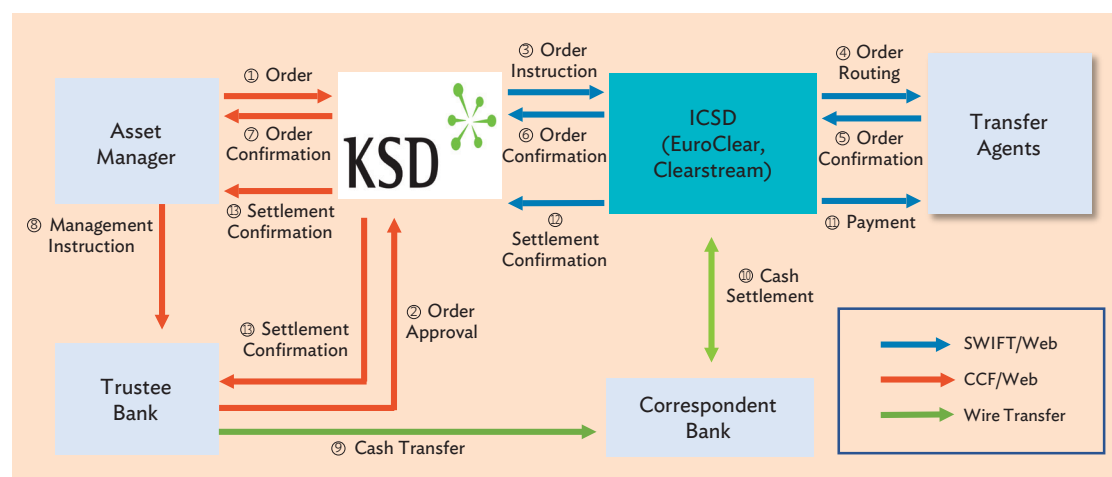 ① Order
⑦ Order
Confirmation
⑬ Settlement
Confirmation
Asset
Manager
KSD
③ Order
Instruction
⑥ Order
Confirmation
⑫
Settlement
Confirmation
ICSD
(EuroClear,
Clearstream)
④ Order
Routing
⑤ Order
Confirmation
⑪ Payment
Transfer
Agents
⑧ Management
Instruction
⑬ Settlement
Confirmation
② Order
Approval
⑩ Cash
Settlement
Trustee
Bank
⑨ Cash Transfer
Correspondent
Bank
SWIFT/Web
CCF/Web
Wire Transfer